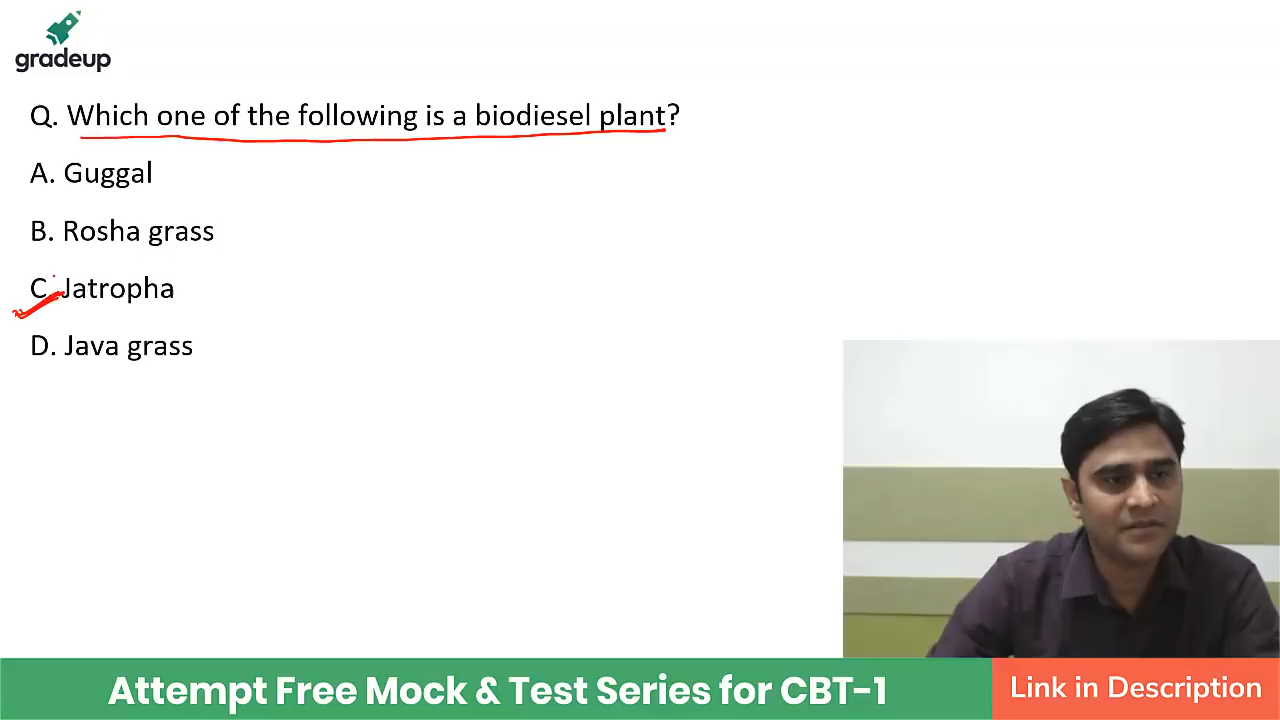 gradeup
Q. Which one of the following is a biodiesel plant?
A. Guggal
B. Rosha grass
C. Jatropha
D. Java grass
Attempt Free Mock & Test Series for CBT-1
Link in Description